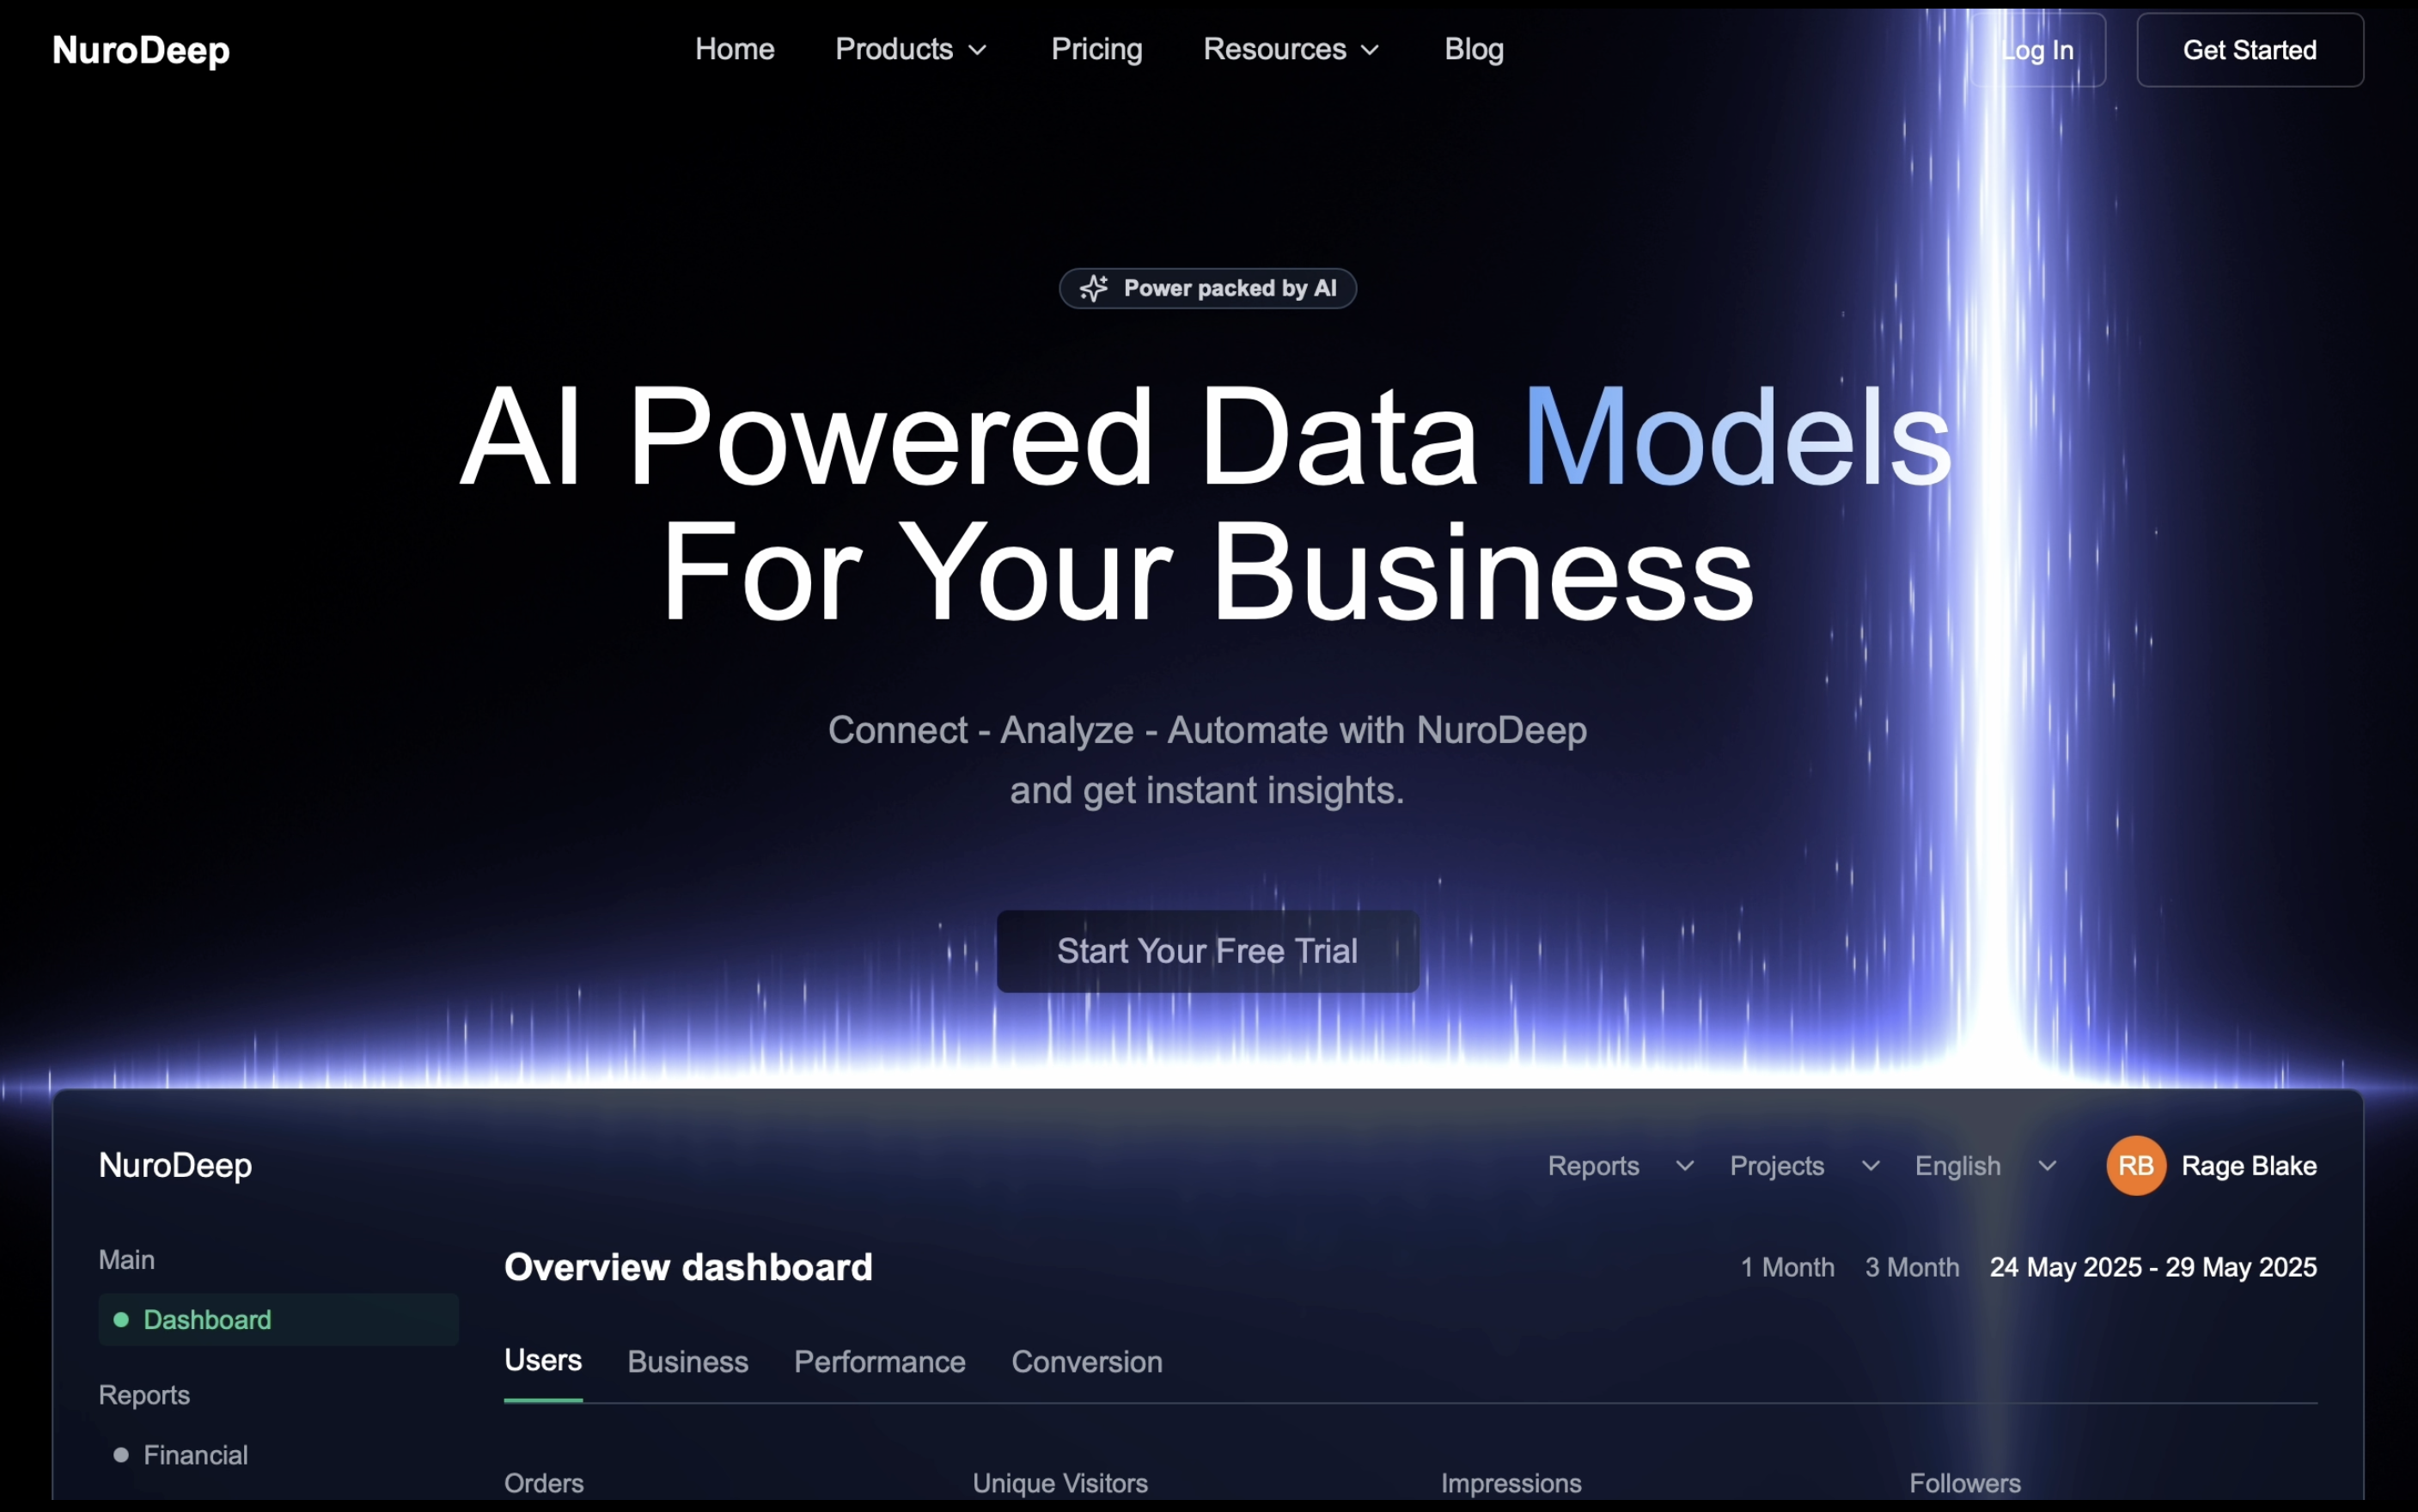 NuroDeep
Home Products Pricing Resources Blog
Log In Get Started
Power packed by AI
AI Powered Data Models
For Your Business
Connect - Analyze - Automate with NuroDeep
and get instant insights.
Start Your Free Trial
NuroDeep
Reports Projects English RB Rage Blake
Main
Dashboard
Reports
Financial
Overview dashboard
1 Month 3 Month 24 May 2025 - 29 May 2025
Users Business Performance Conversion
Orders Unique Visitors Impressions Followers